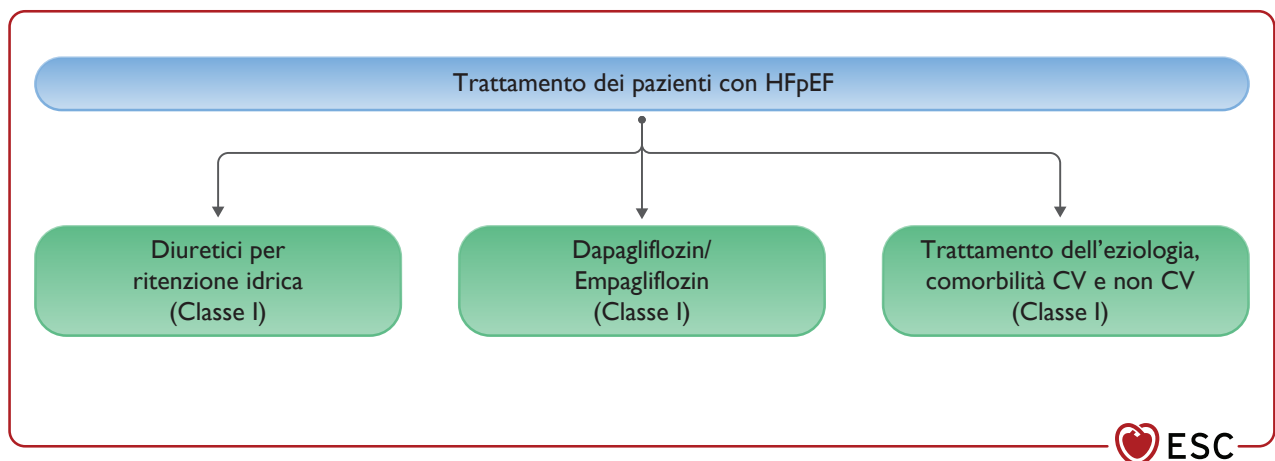 Trattamento dei pazienti con HFpEF
Diuretici per
ritenzione idrica
(Classe I)
Dapagliflozin/
Empagliflozin
(Classe I)
Trattamento dell’eziologia,
comorbilità CV e non CV
(Classe I)
ESC